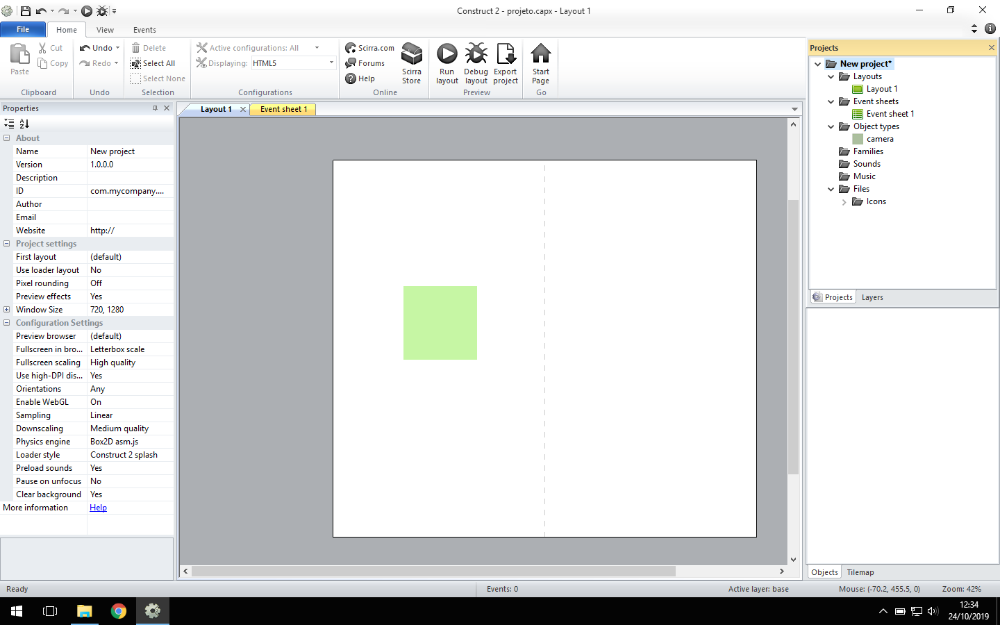 Construct 2 - projeto.capx - Layout 1
File Home View Events
Paste
Cut
Copy
Clipboard
Undo
Redo
Undo
Delete
Select All
Select None
Selection
Active configurations: All
Displaying: HTML5
Configurations
Scirra.com
Forums
Help
Scirra
Store
Online
Run
layout
Debug
layout
Export
project
Preview
Start
Page
Go
Properties
About
Name New project
Version 1.0.0.0
Description
ID com.mycompany....
Author
Email
Website http://
Project settings
First layout (default)
Use loader layout No
Pixel rounding Off
Preview effects Yes
Window Size 720, 1280
Configuration Settings
Preview browser (default)
Fullscreen in bro... Letterbox scale
Fullscreen scaling High quality
Use high-DPI dis... Yes
Orientations Any
Enable WebGL On
Sampling Linear
Downscaling Medium quality
Physics engine Box2D asm.js
Loader style Construct 2 splash
Preload sounds Yes
Pause on unfocus No
Clear background Yes
More information Help
Layout 1 Event sheet 1
Projects
New project*
Layouts
Layout 1
Event sheets
Event sheet 1
Object types
camera
Families
Sounds
Music
Files
Icons
Projects Layers
Objects Tilemap
Ready Events: 0 Active layer: base Mouse: (-70.2, 455.5, 0) Zoom: 42%
12:34
24/10/2019